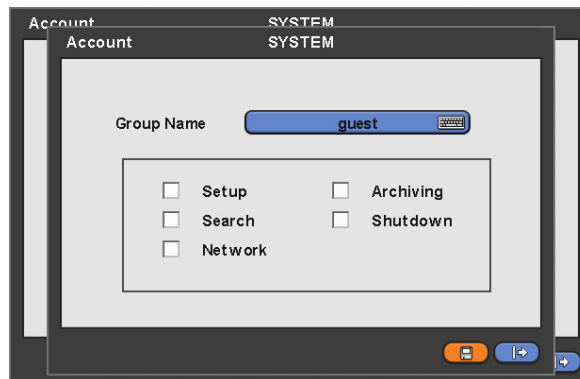 Account SYSTEM
Account SYSTEM
Group Name guest
Setup Archiving
Search Shutdown
Network